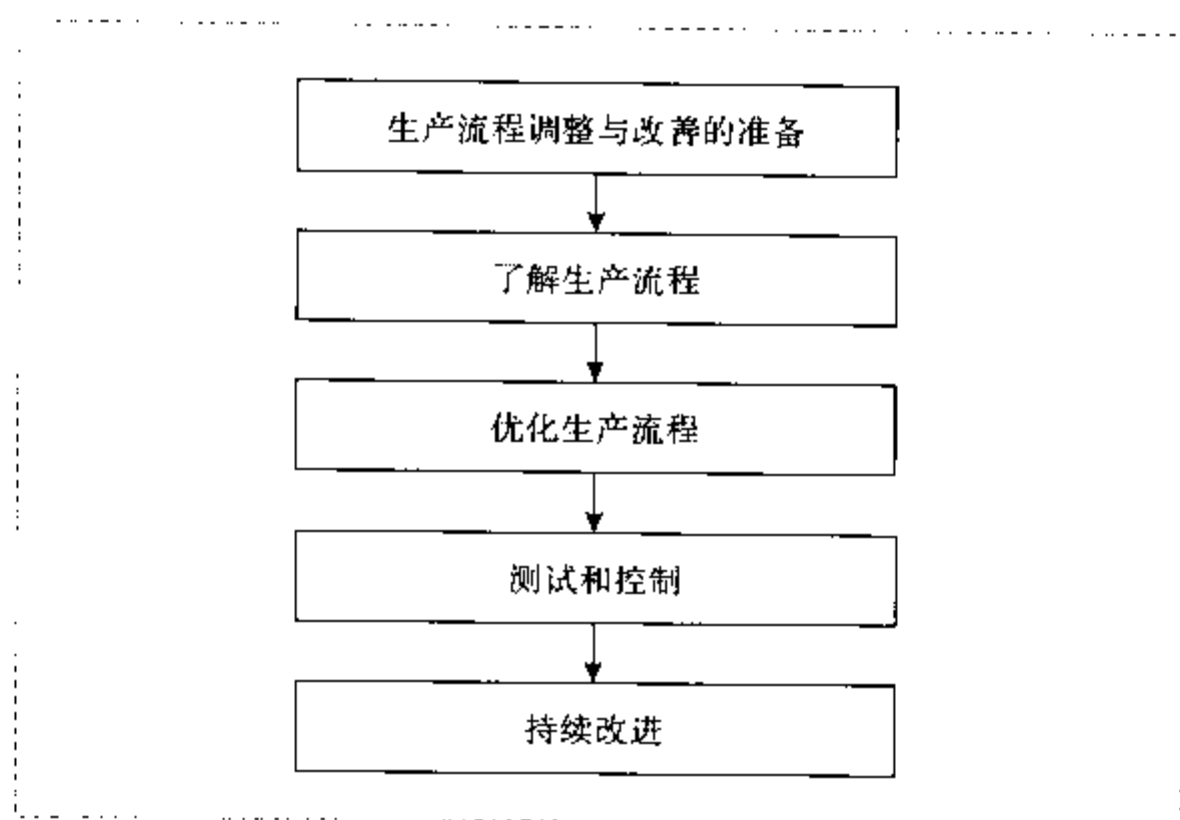 生产流程调整与改善的准备
了解生产流程
优化生产流程
测试和控制
持续改进